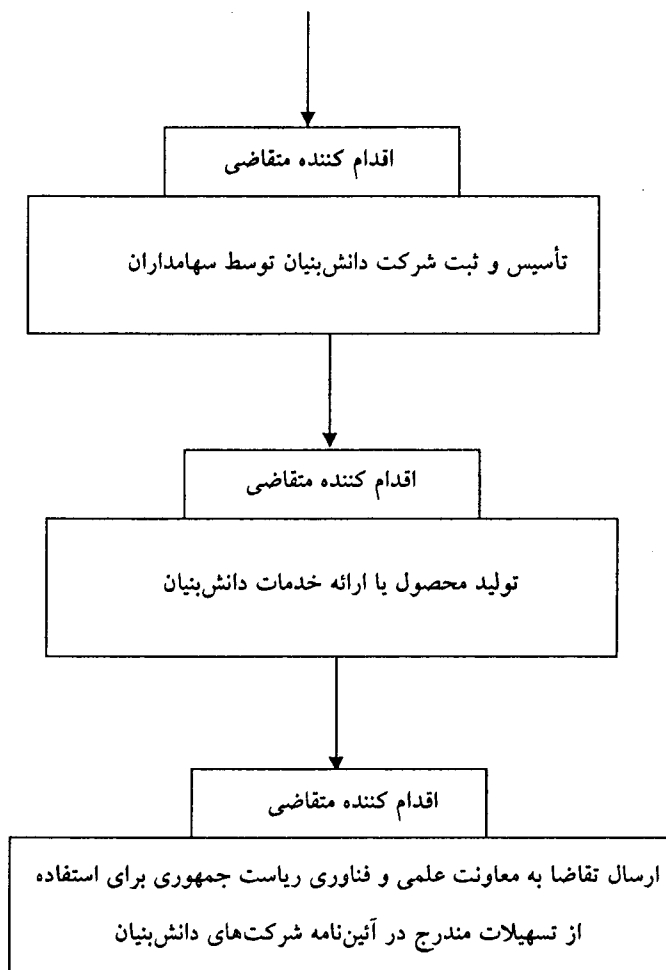 اقدام کننده متقاضی
تأسیس و ثبت شرکت دانش‌بنیان توسط سهامداران
اقدام کننده متقاضی
تولید محصول یا ارائه خدمات دانش‌بنیان
اقدام کننده متقاضی
ارسال تقاضا به معاونت علمی و فناوری ریاست جمهوری برای استفاده
از تسهیلات مندرج در آئین‌نامه شرکت‌های دانش‌بنیان